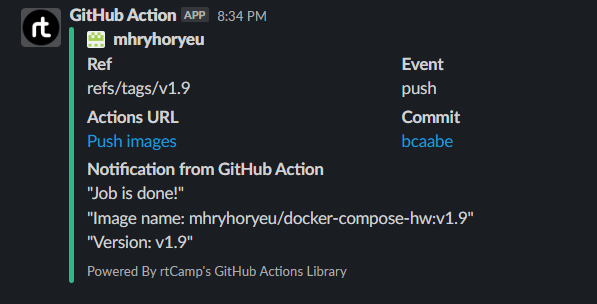 rt
GitHub Action APP 8:34 PM
mhryhoryeu
Ref Event
refs/tags/v1.9 push
Actions URL Commit
Push images bcaabe
Notification from GitHub Action
"Job is done!"
"Image name: mhryhoryeu/docker-compose-hw:v1.9"
"Version: v1.9"
Powered By rtCamp's GitHub Actions Library